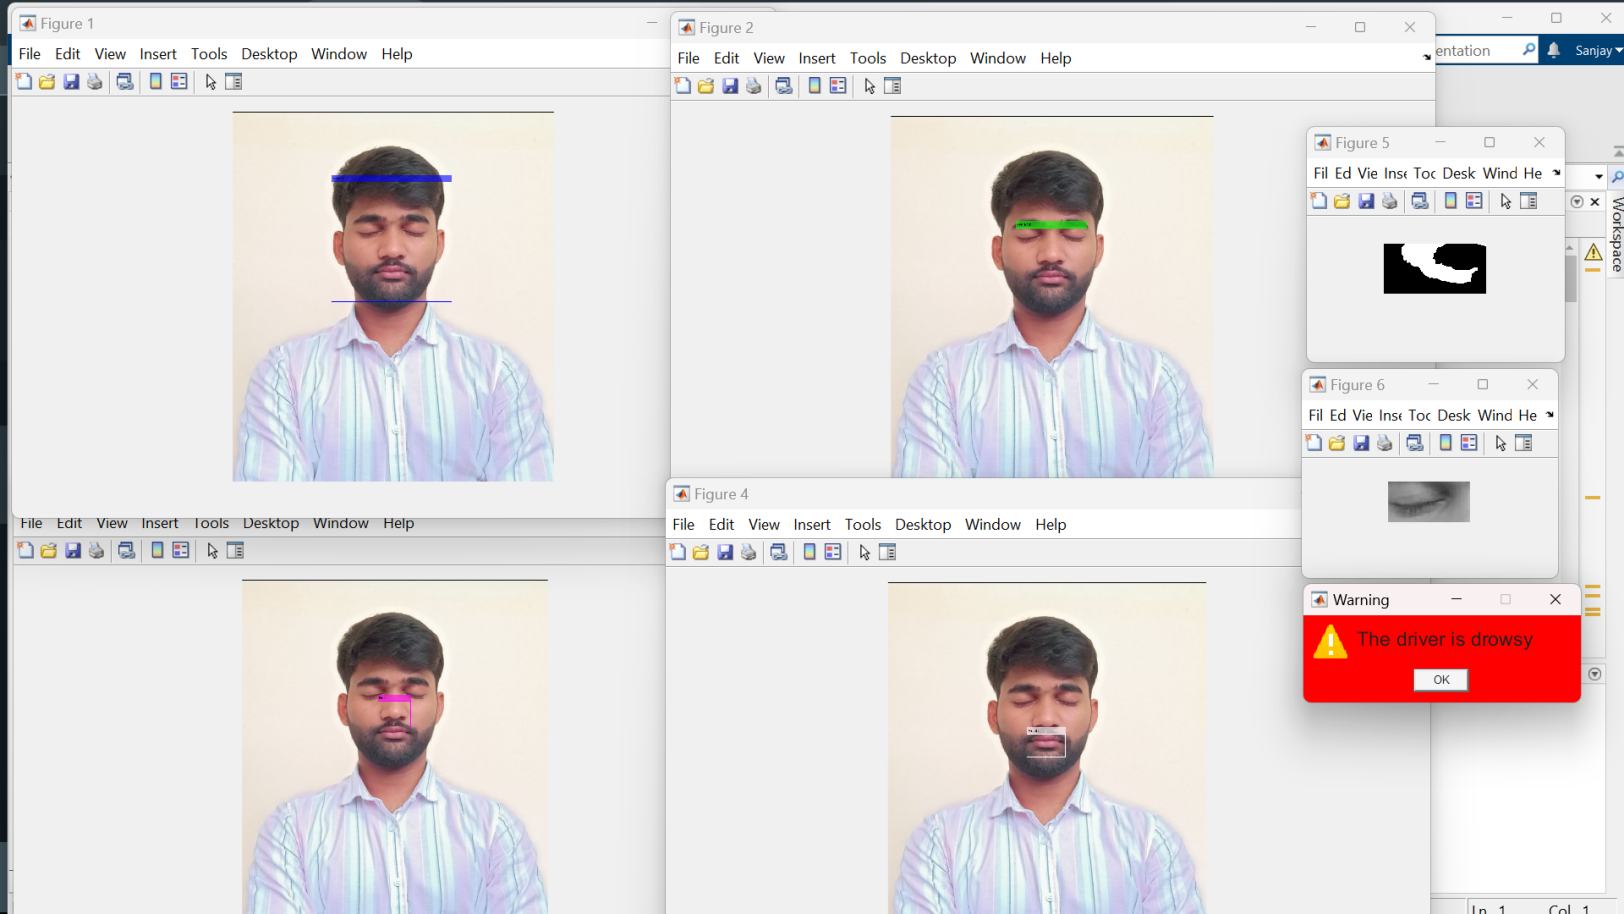 Figure 1
File Edit View Insert Tools Desktop Window Help
Figure 2
File Edit View Insert Tools Desktop Window Help
entation
Sanjay
Figure 5
Fil Ed Vie Inse Too Desk Wind He
Workspace
Figure 6
Fil Ed Vie Inse Too Desk Wind He
File Edit View Insert Tools Desktop Window Help
Figure 4
File Edit View Insert Tools Desktop Window Help
Warning
The driver is drowsy
OK
Ln 1 Col 1